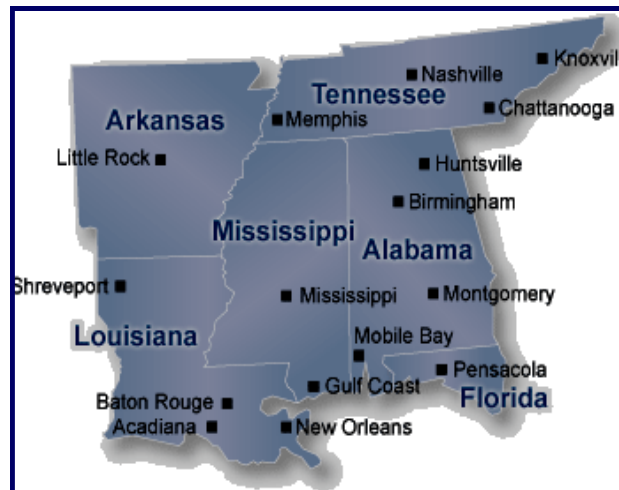 Knoxvil
Nashville
Tennessee
Chattanooga
Arkansas
Memphis
Little Rock
Huntsville
Birmingham
Mississippi
Alabama
Shreveport
Mississippi
Montgomery
Louisiana
Mobile Bay
Pensacola
Gulf Coast
Florida
Baton Rouge
Acadiana
New Orleans